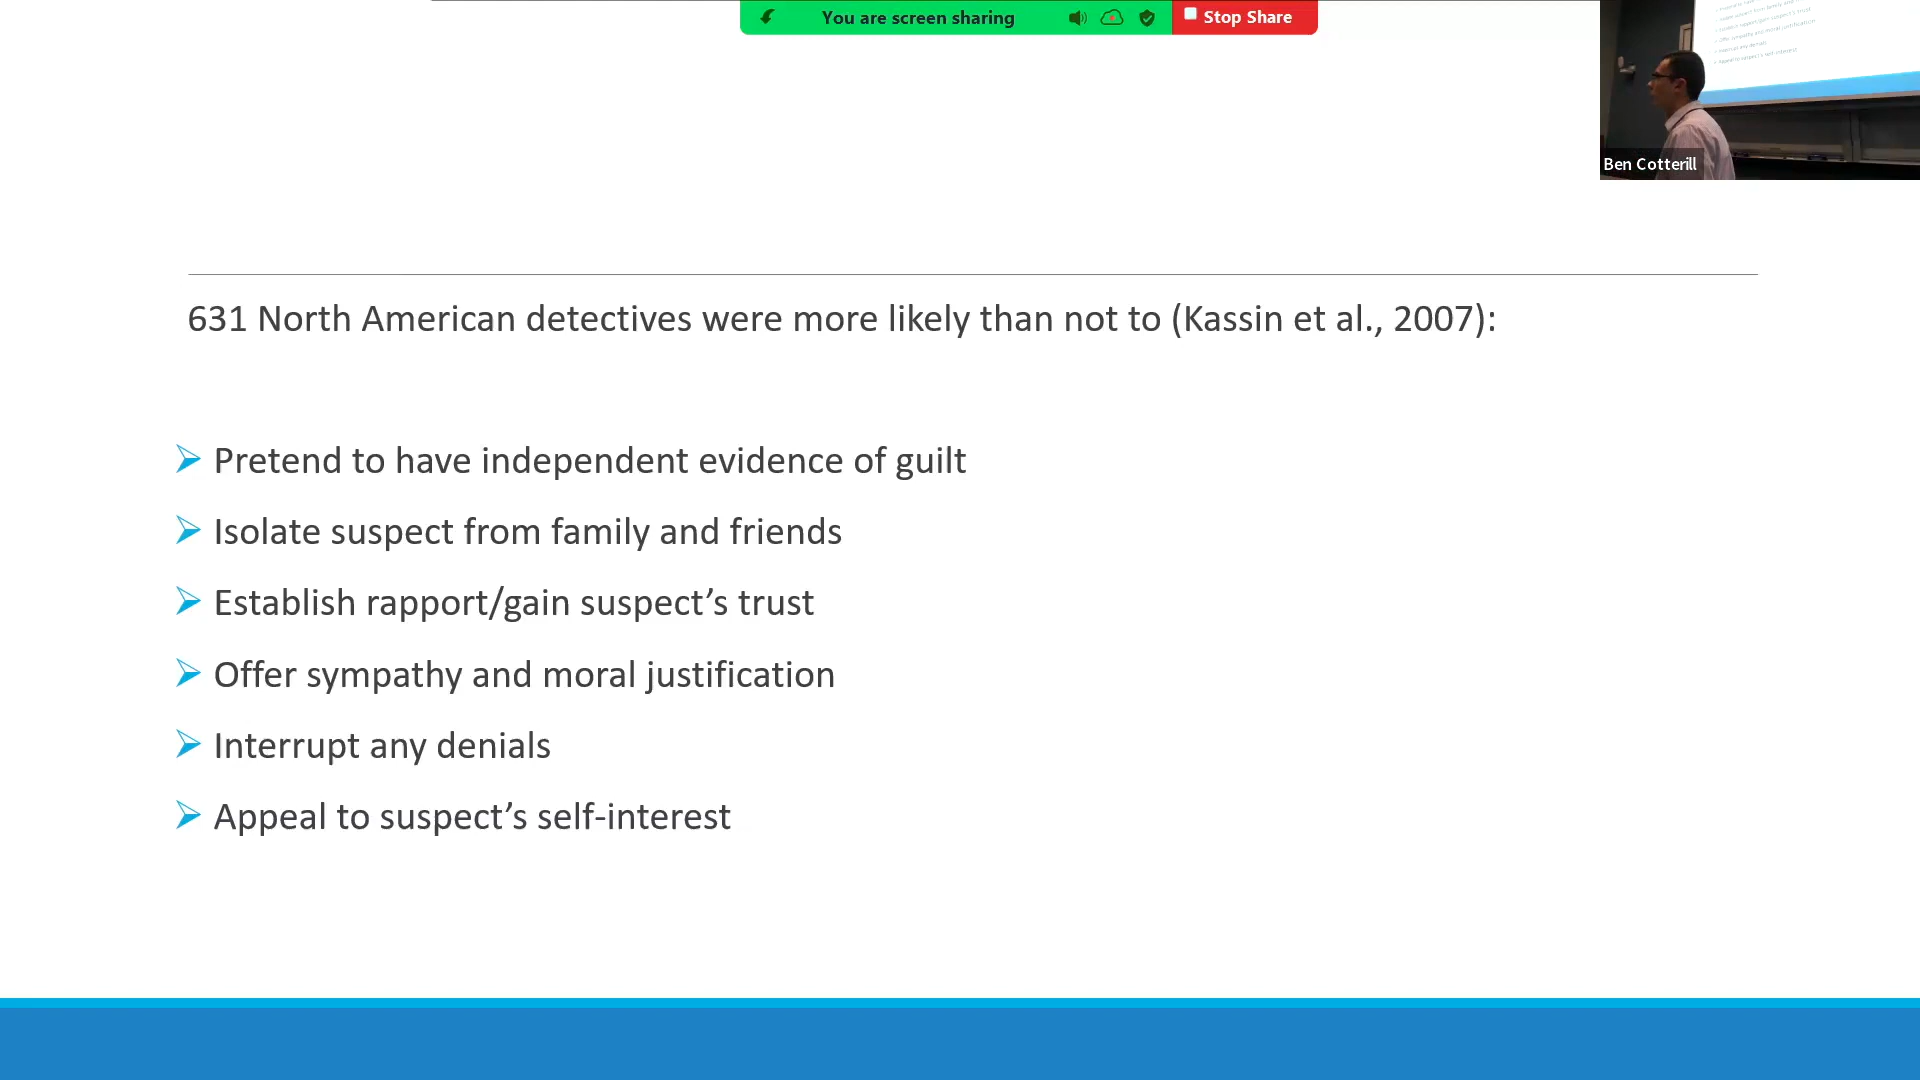 You are screen sharing
Stop Share
Ben Cotterill
631 North American detectives were more likely than not to (Kassin et al., 2007):
Pretend to have independent evidence of guilt
Isolate suspect from family and friends
Establish rapport/gain suspect’s trust
Offer sympathy and moral justification
Interrupt any denials
Appeal to suspect’s self-interest